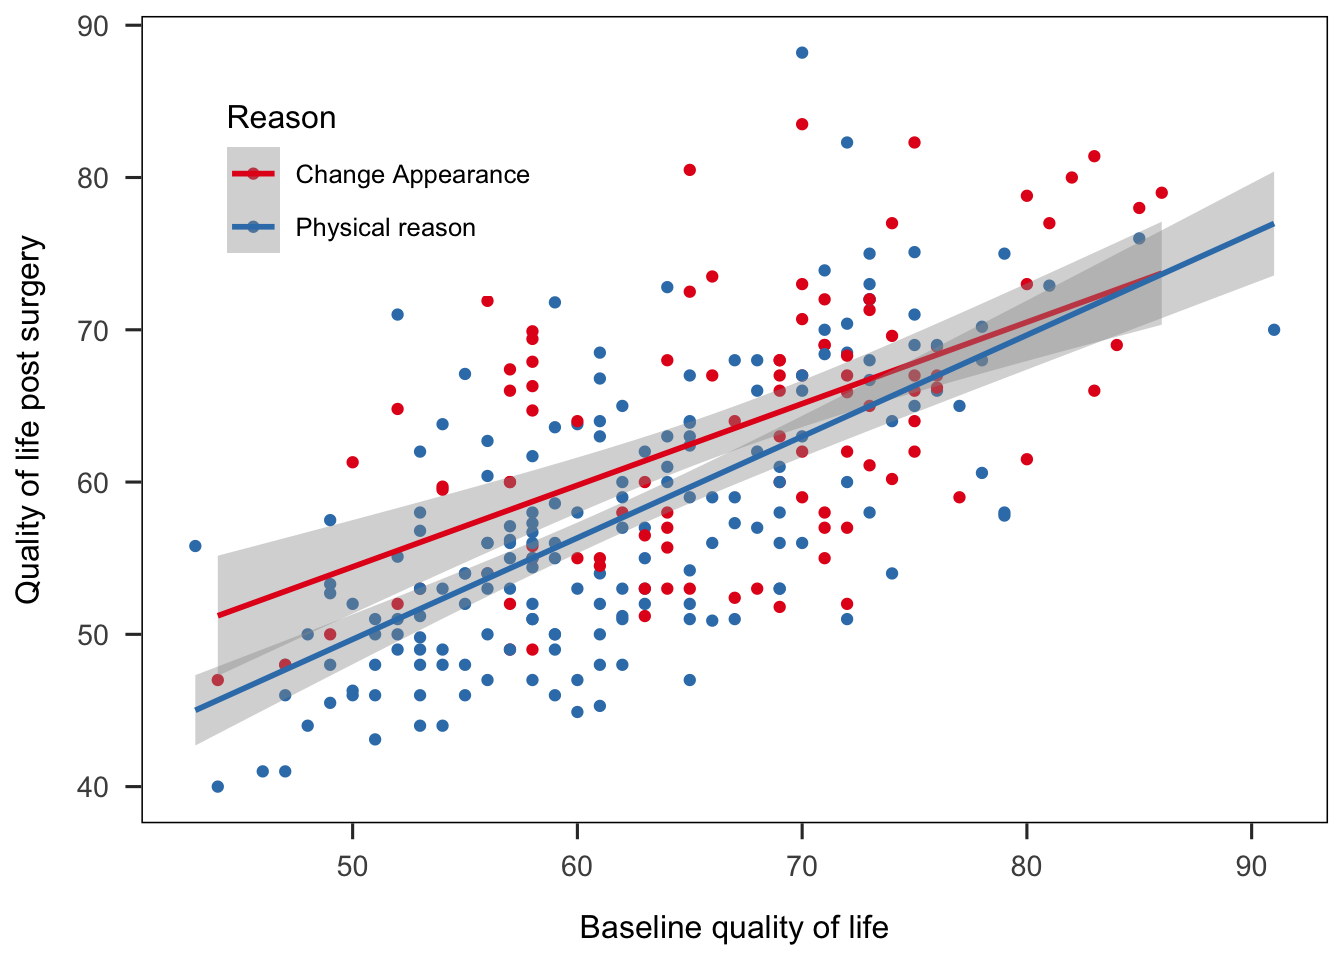 90
80
70
60
50
40
Quality of life post surgery
Reason
Change Appearance
Physical reason
50 60 70 80 90
Baseline quality of life